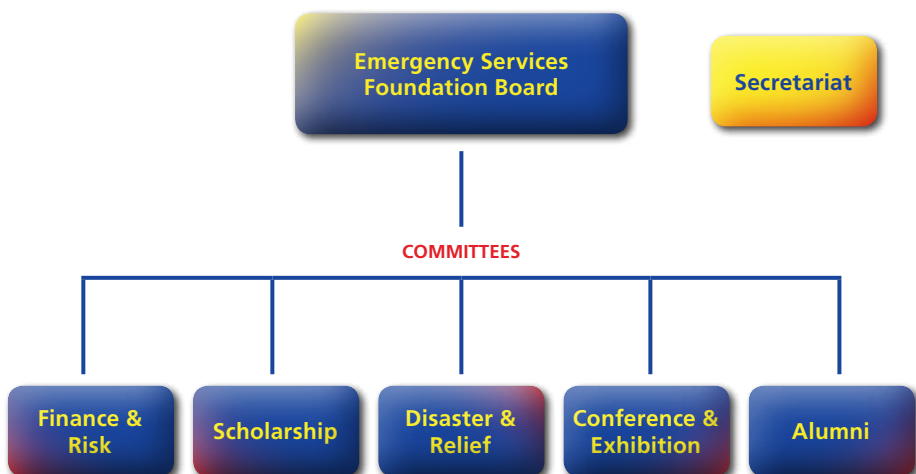 Emergency Services
Foundation Board
Secretariat
COMMITTEES
Finance &
Risk
Scholarship
Disaster &
Relief
Conference &
Exhibition
Alumni